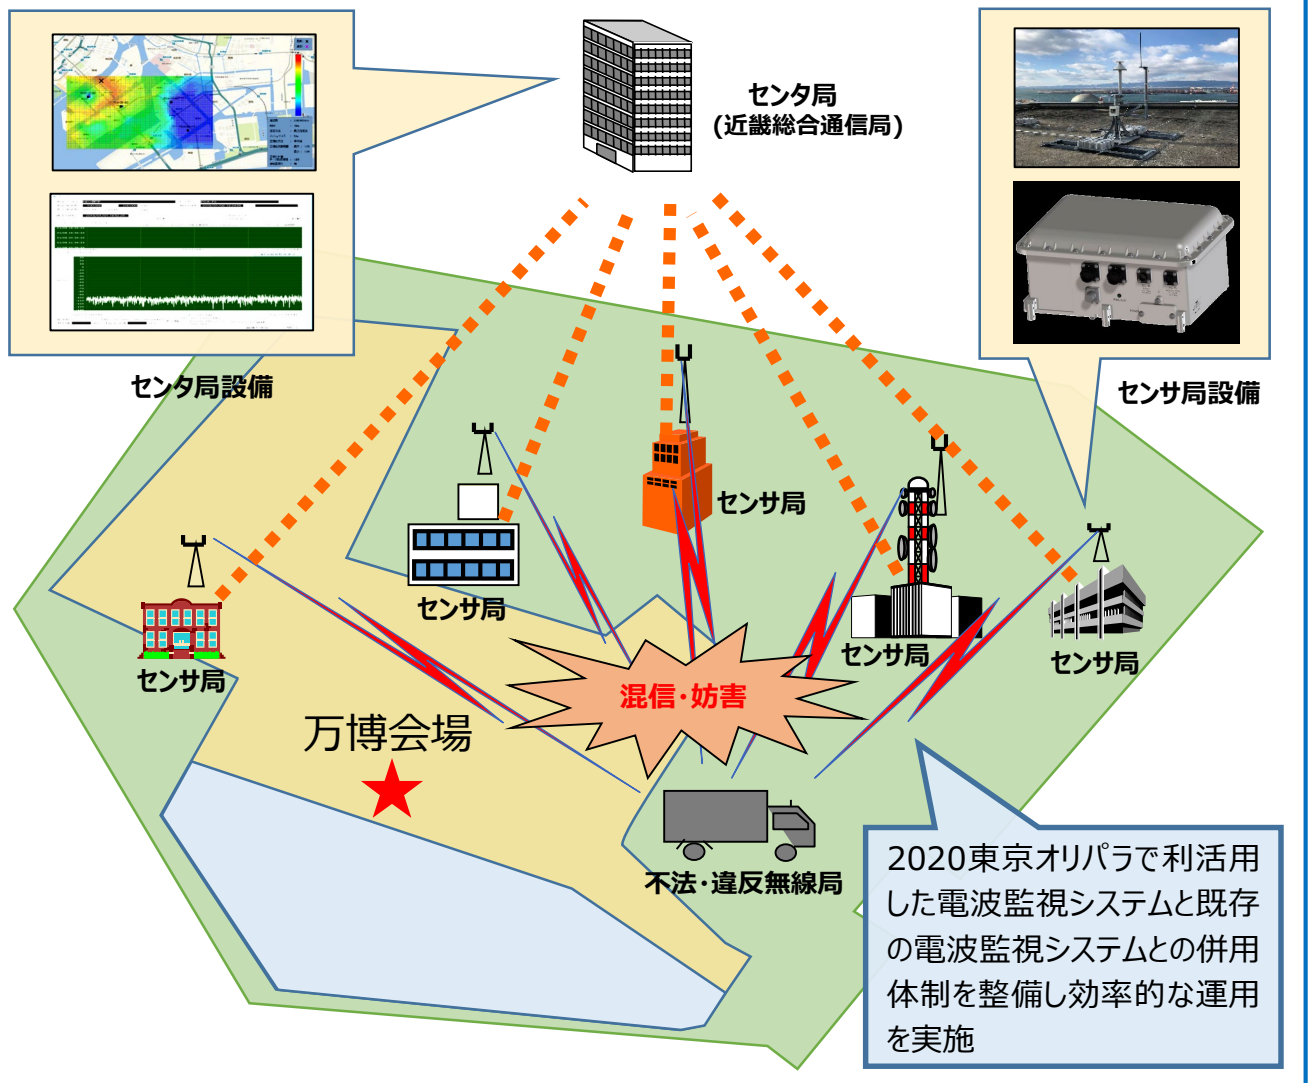 センタ局
(近畿総合通信局)
センタ局設備
センサ局設備
センサ局
センサ局
センサ局
センサ局
センサ局
混信・妨害
万博会場
不法・違反無線局
2020東京オリパラで利活用
した電波監視システムと既存
の電波監視システムとの併用
体制を整備し効率的な運用
を実施